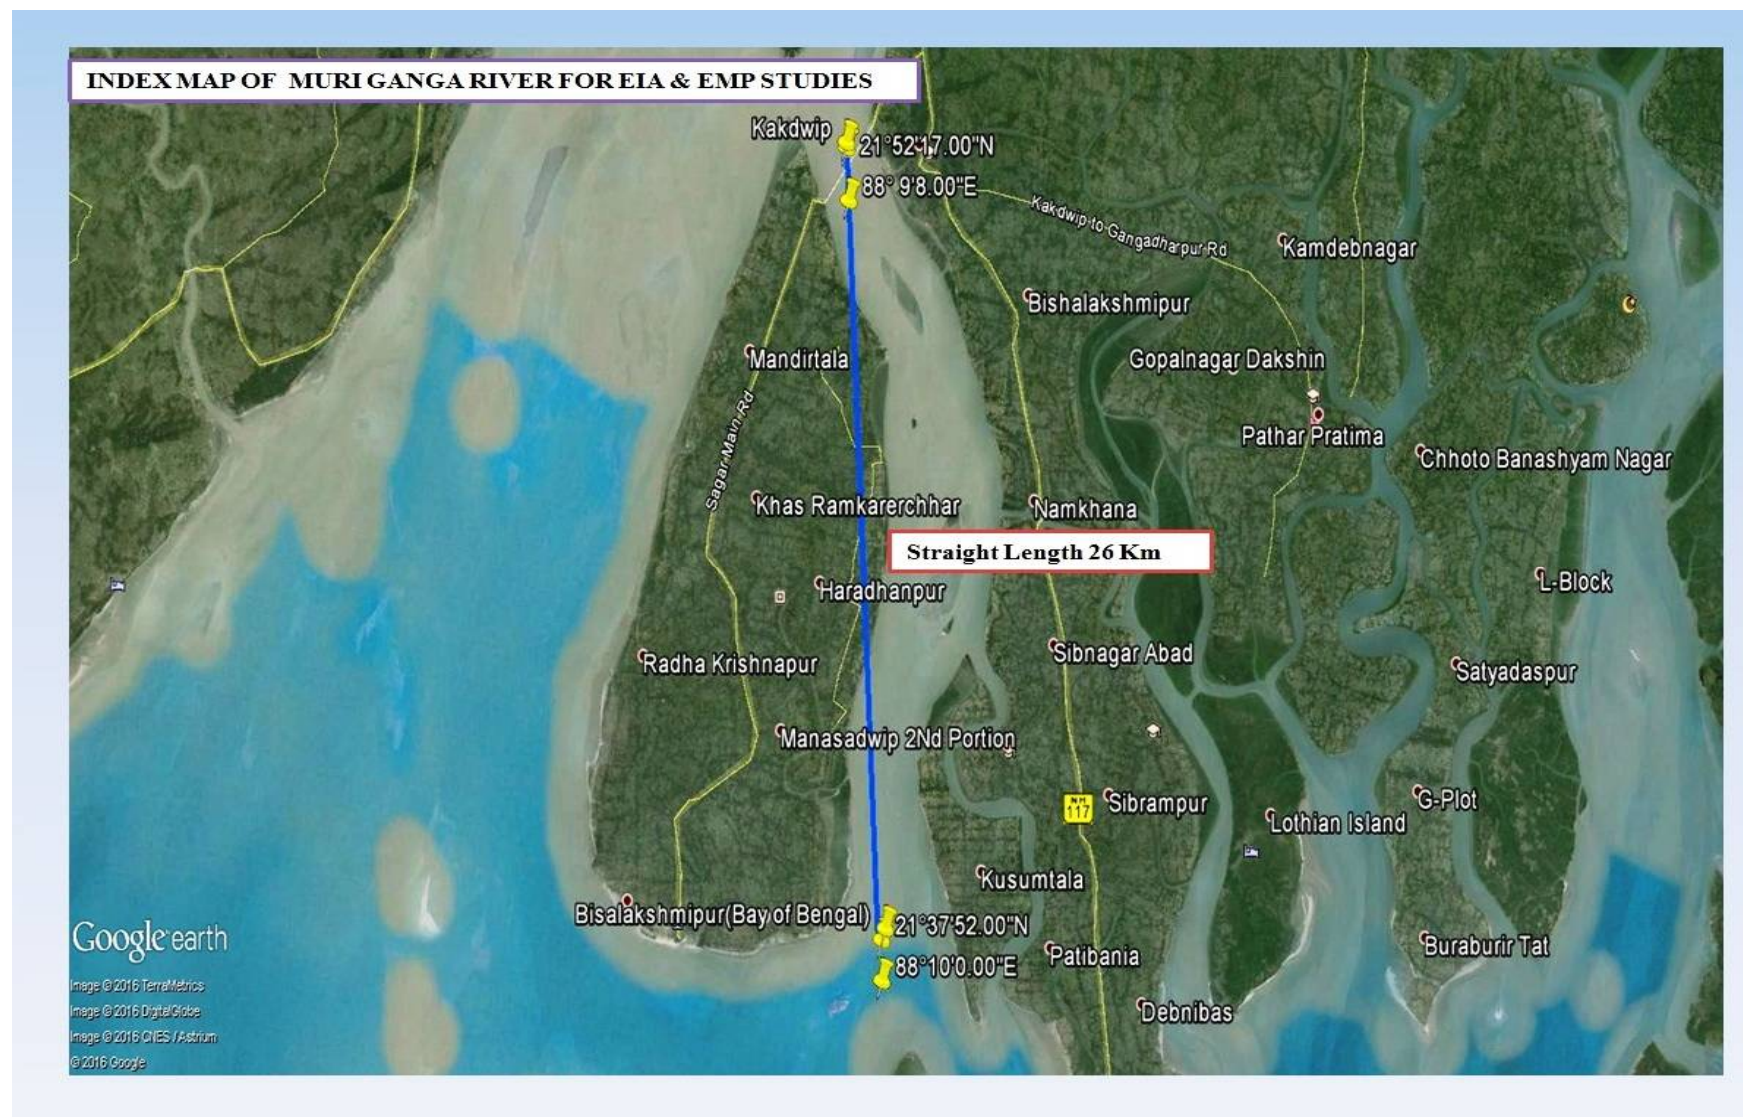 INDEX MAP OF MURI GANGA RIVER FOR EIA & EMP STUDIES
Kakdwip
21°52'17.00"N
88° 9'8.00"E
Kakdwip to Gangadharpur Rd
Kamdebnagar
Bishalakshmipur
Mandirtala
Gopalnagar Dakshin
Sagar Main Rd
Pathar Pratima
Chhoto Banashyam Nagar
Khas Ramkarerchhar
Namkhana
Straight Length 26 Km
L-Block
Haradhanpur
Sibnagar Abad
Radha Krishnapur
Satyadaspur
Manasadwip 2Nd Portion
NH
117
Sibrampur
G-Plot
Lothian Island
Kusumtala
Bisalakshmipur(Bay of Bengal)
21°37'52.00"N
Google earth
Patibania
Buraburir Tat
88°10'0.00"E
Image © 2016 TerraMetrics
Image © 2016 DigitalGlobe
Debnibas
Image © 2016 CNES / Astrium
© 2016 Google